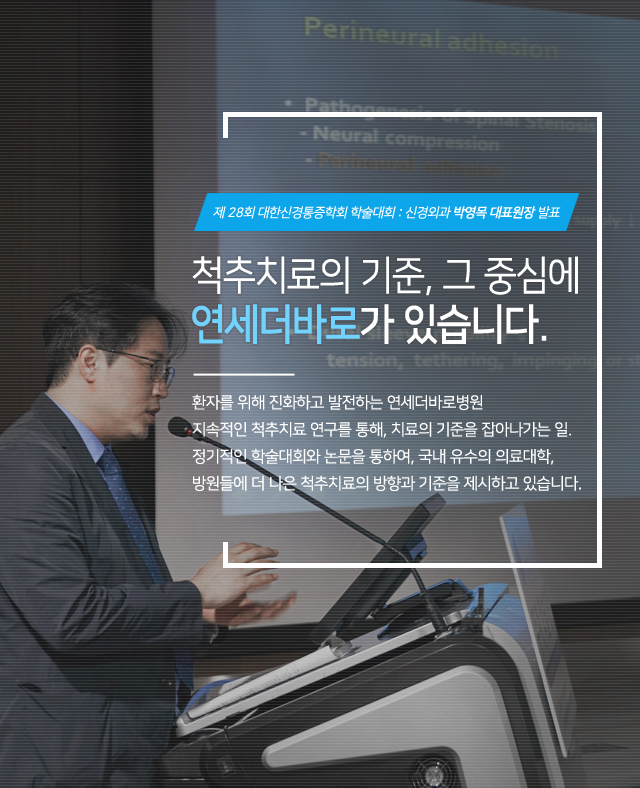 Perineural adhesion
• Pathogenesis of Spinal Stenosis
- Neural compression
- Perineural adhesion
supply .
제 28회 대한신경통증학회 학술대회 : 신경외과 박영목 대표원장 발표
척추치료의 기준, 그 중심에
연세더바로가 있습니다.
tension, tethering,
환자를 위해 진화하고 발전하는 연세더바로병원
지속적인 척추치료 연구를 통해, 치료의 기준을 잡아나가는 일.
정기적인 학술대회와 논문을 통하여, 국내 유수의 의료대학,
방원들에 더 나은 척추치료의 방향과 기준을 제시하고 있습니다.